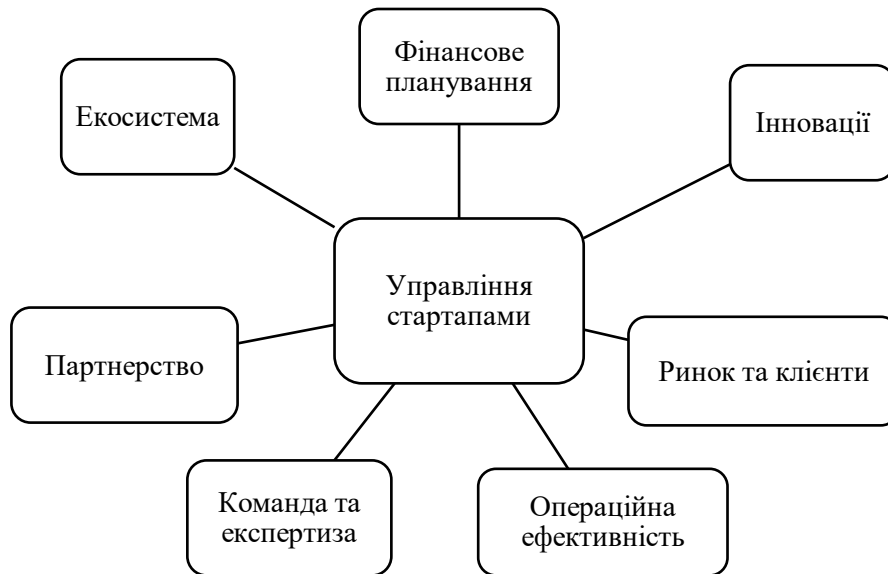 Фінансове
планування
Екосистема
Інновації
Управління
стартапами
Партнерство
Ринок та клієнти
Команда та
експертиза
Операційна
ефективність